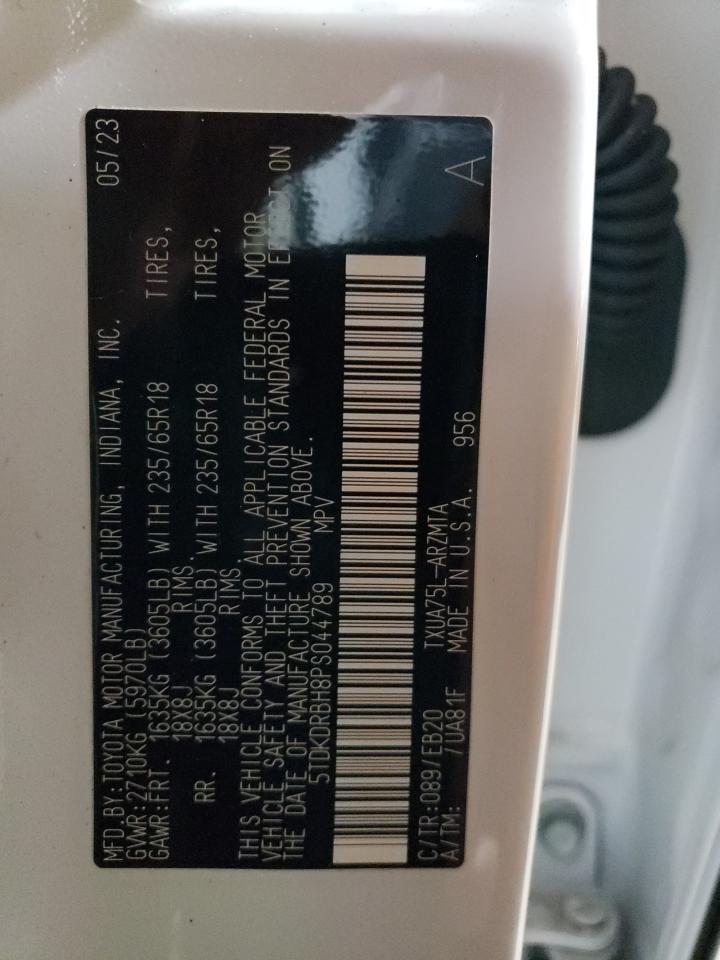 MFD.BY:TOYOTA MOTOR MANUFACTURING, INDIANA, INC. 05/23
GVWR:2710KG (5970LB)
GAWR:FRT. 1635KG (3605LB) WITH 235/65R18 TIRES,
18X8J RIMS.
RR. 1635KG (3605LB) WITH 235/65R18 TIRES,
18X8J RIMS.
THIS VEHICLE CONFORMS TO ALL APPLICABLE FEDERAL MOTOR
VEHICLE SAFETY AND THEFT PREVENTION STANDARDS IN EFFECT ON
THE DATE OF MANUFACTURE SHOWN ABOVE.
5TDKDRBH8PS044789 MPV
C/TR:089/EB20 TXUA75L-ARZMTA A
A/TM: /UA81F MADE IN U.S.A. 956